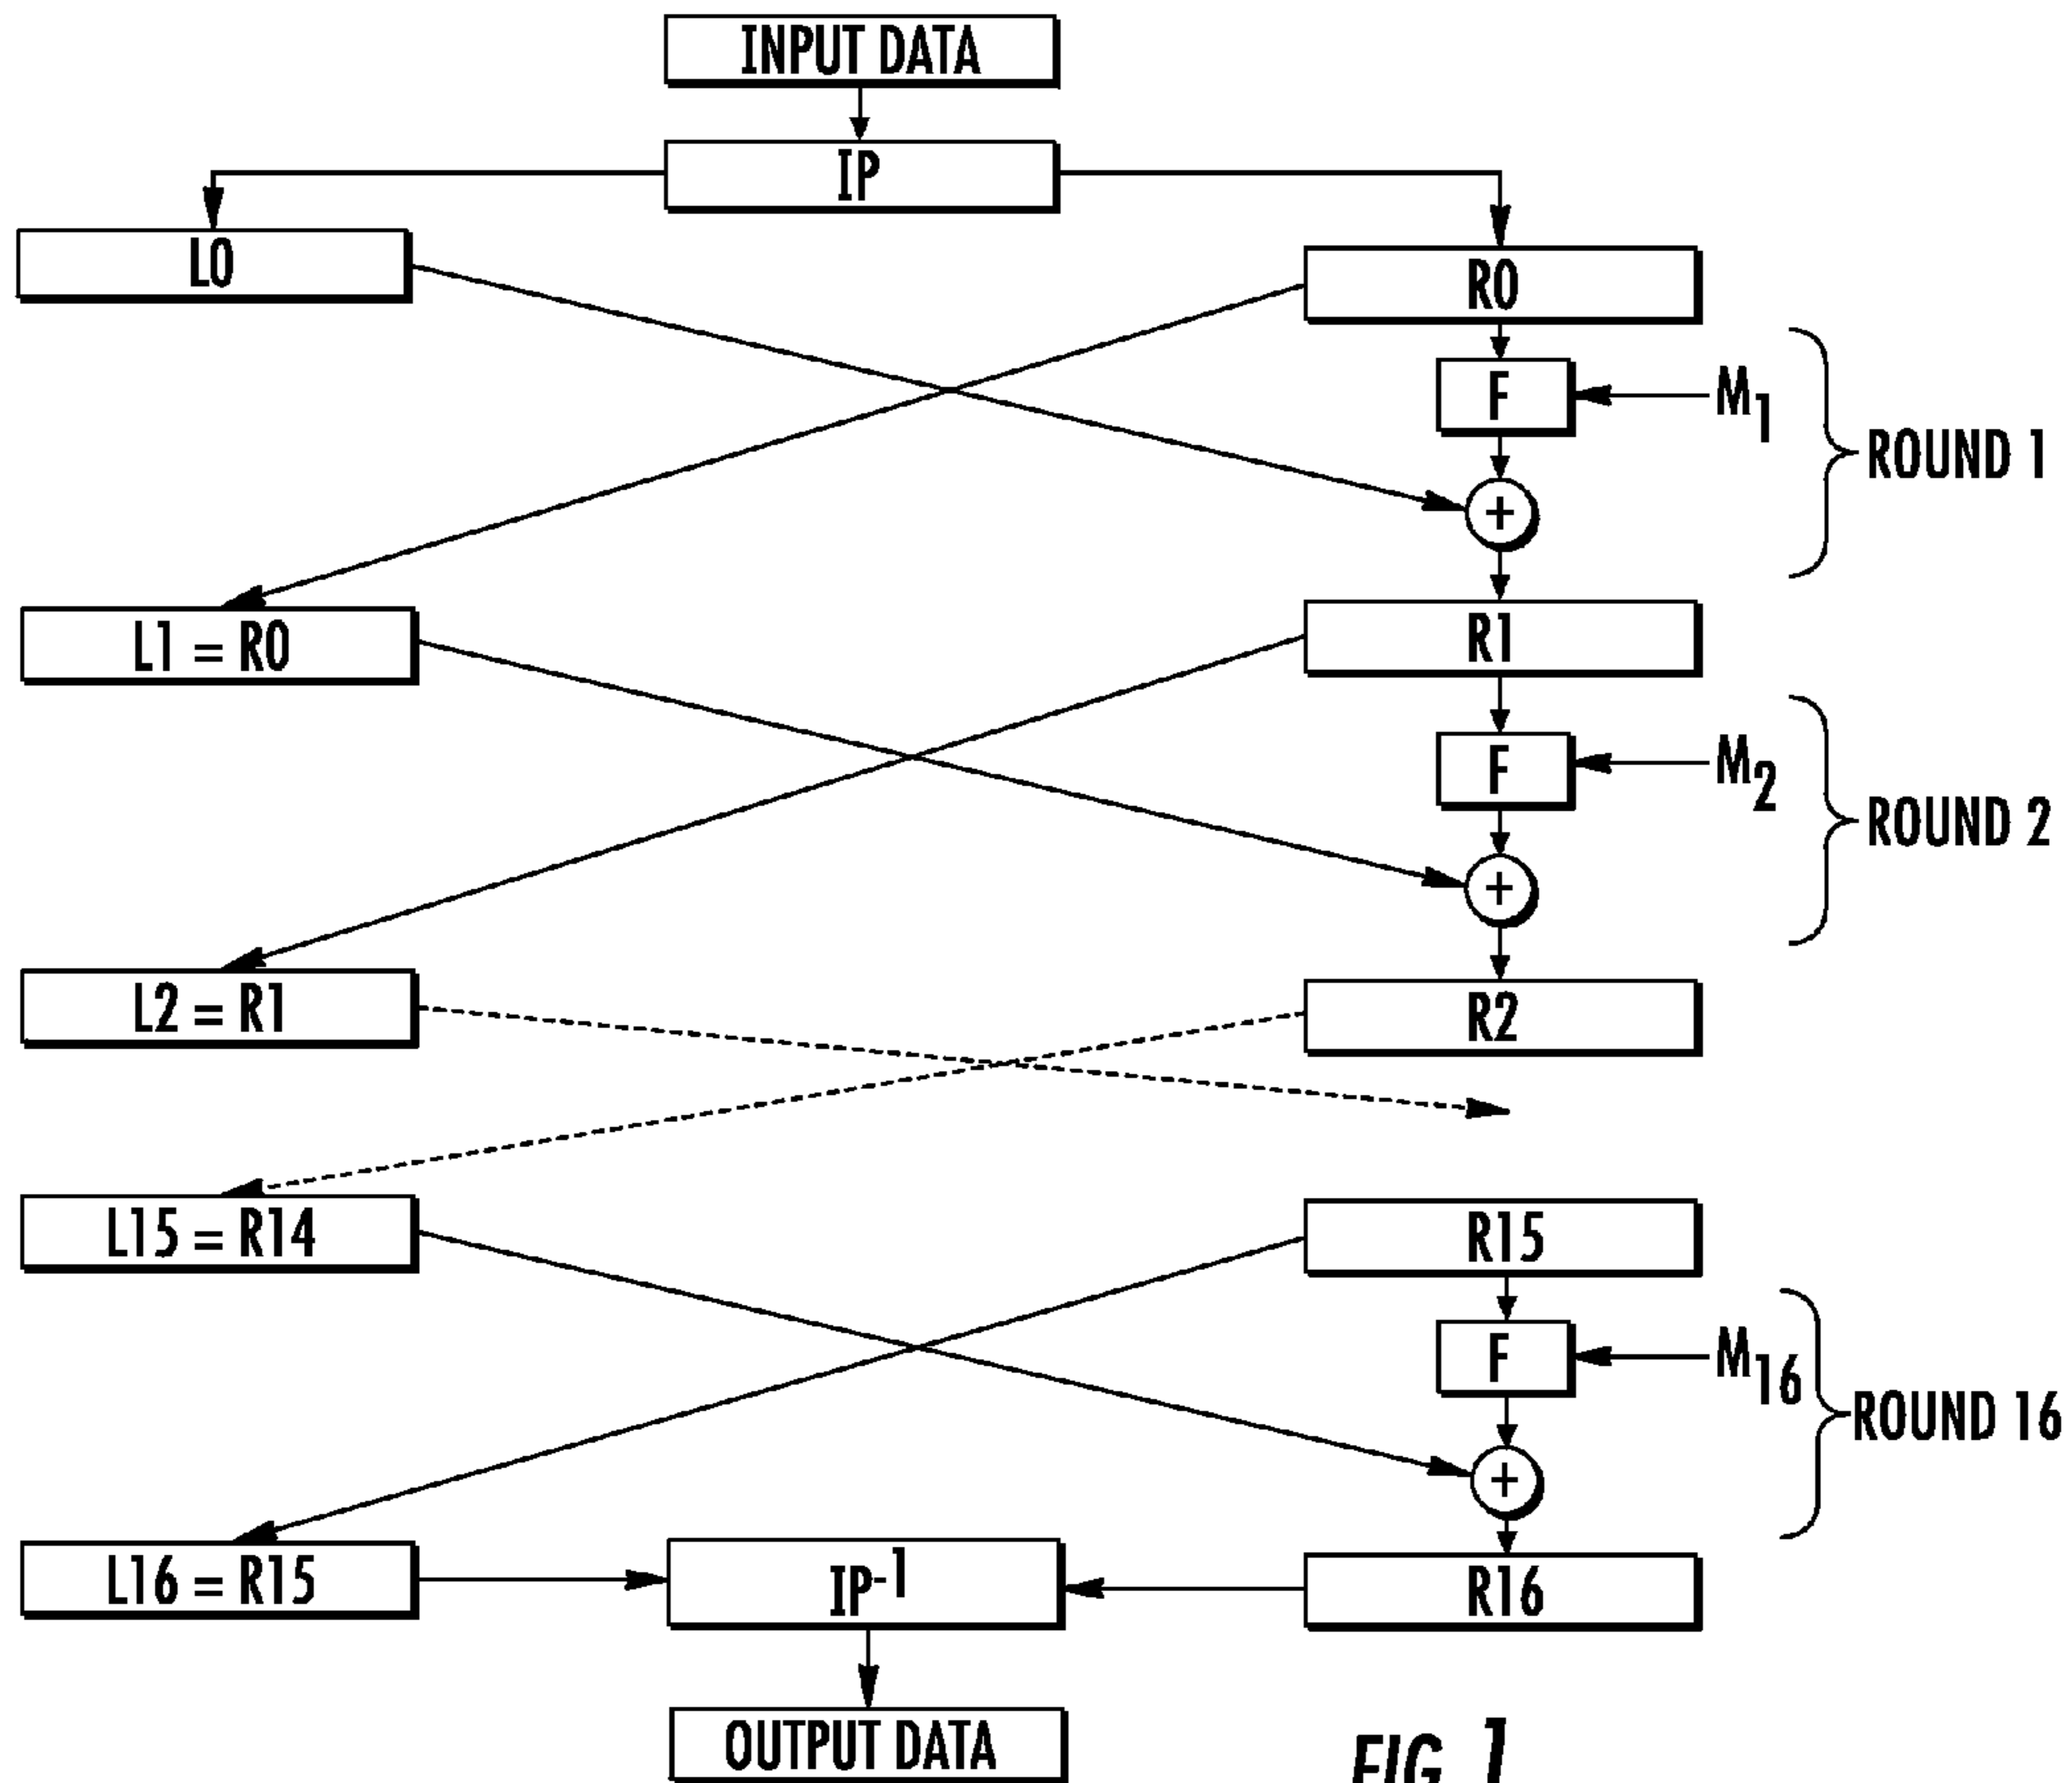 INPUT DATA
IP
L0
R0
F
M1
ROUND 1
+
L1 = R0
R1
F
M2
ROUND 2
+
L2 = R1
R2
L15 = R14
R15
F
M16
ROUND 16
+
L16 = R15
IP-1
R16
OUTPUT DATA
FIG. 1